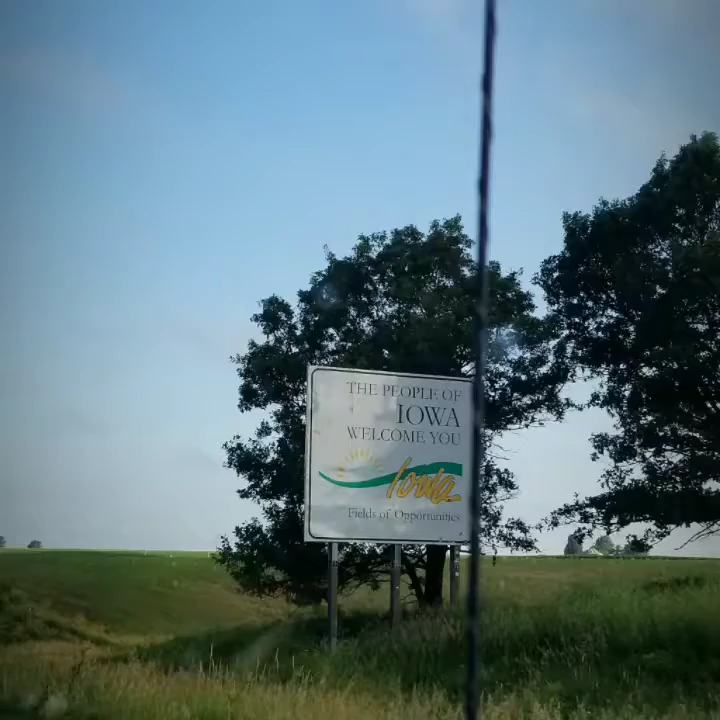 THE PEOPLE OF
IOWA
WELCOME YOU
Iowa
Fields of Opportunities